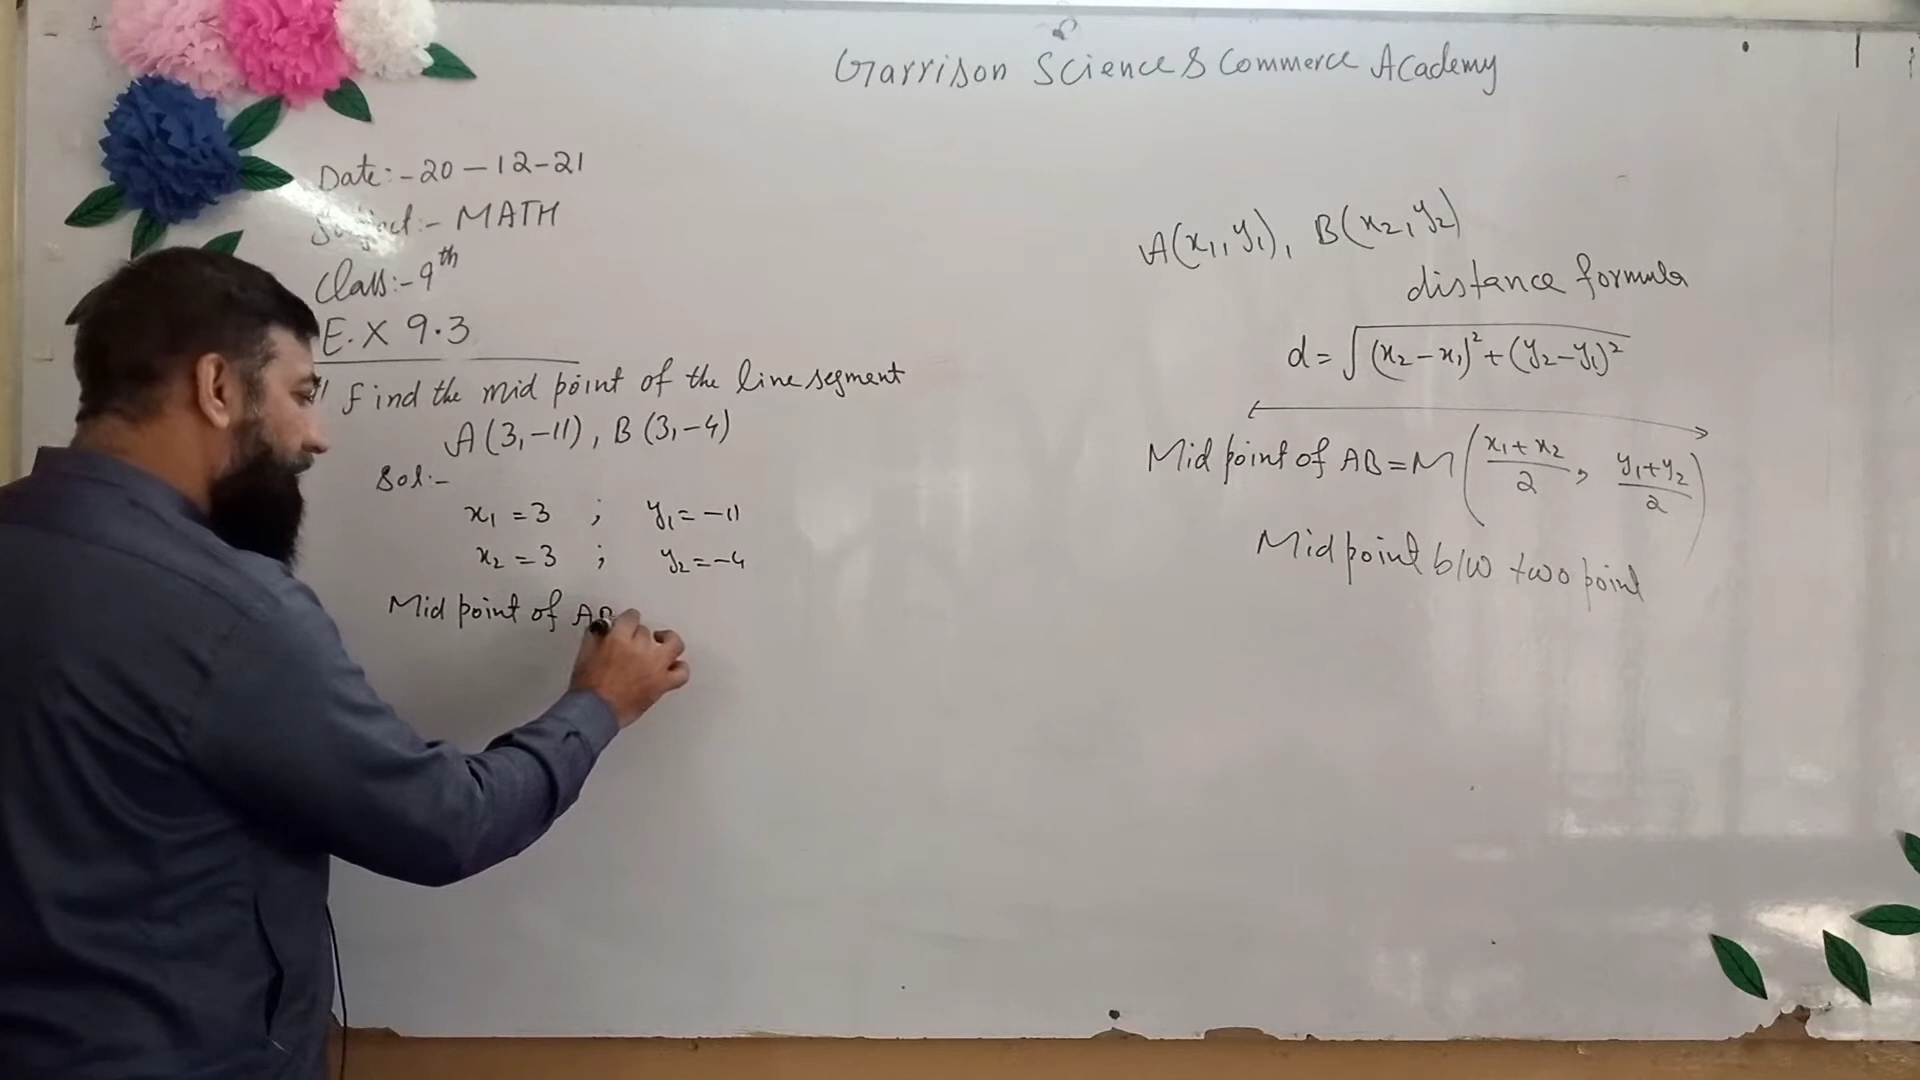 Garrison Science & Commerce Academy
Date:- 20-12-21
Subject:- MATH
Class:- 9th
E.X 9.3
Find the mid point of the line segment
A(3,-11), B(3,-4)
Sol:-
x₁ = 3 ; y₁ = -11
x₂ = 3 ; y₂ = -4
Mid point of AB
A(x₁,y₁), B(x₂,y₂)
distance formula
d = √(x₂-x₁)²+(y₂-y₁)²
Mid point of AB = M((x₁+x₂)/2, (y₁+y₂)/2)
Mid point b/w two point